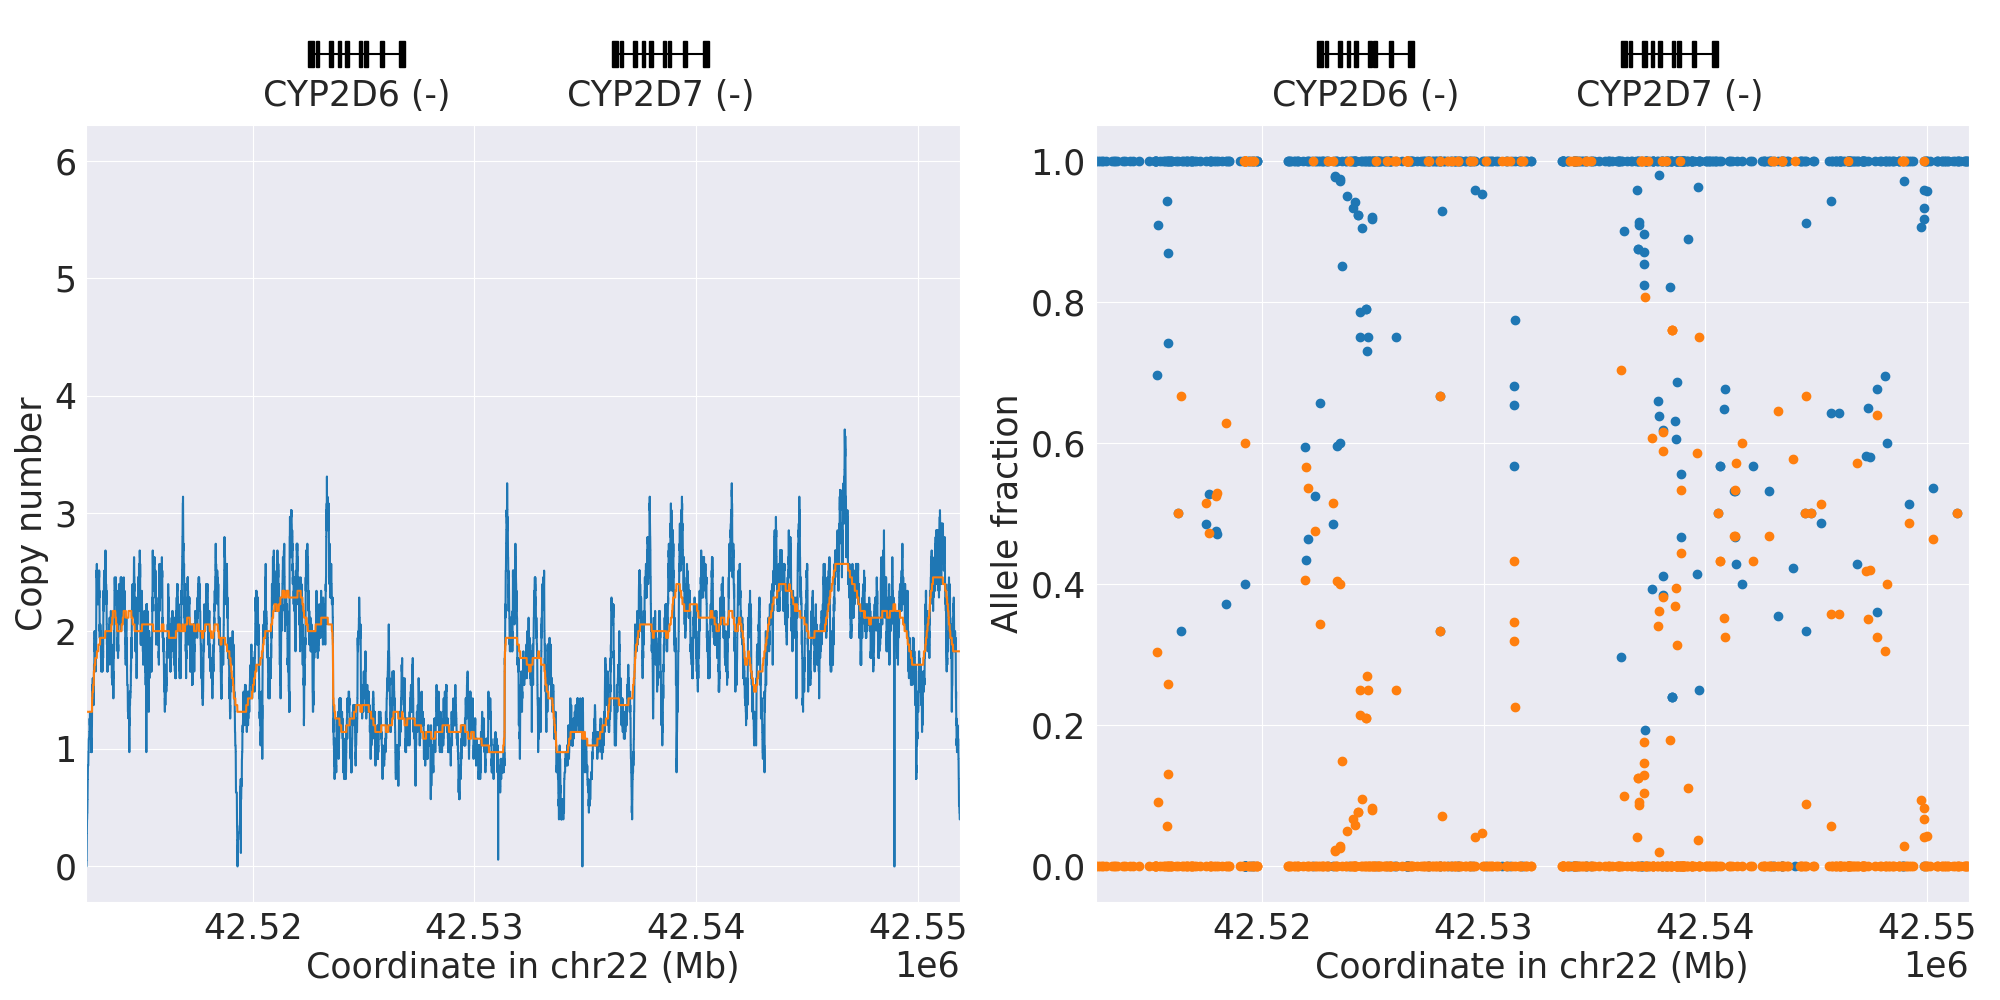 CYP2D6 (-)
CYP2D7 (-)
6
5
4
3
2
1
0
Copy number
42.52
42.53
42.54
42.55
Coordinate in chr22 (Mb)
1e6
CYP2D6 (-)
CYP2D7 (-)
1.0
0.8
0.6
0.4
0.2
0.0
Allele fraction
42.52
42.53
42.54
42.55
Coordinate in chr22 (Mb)
1e6